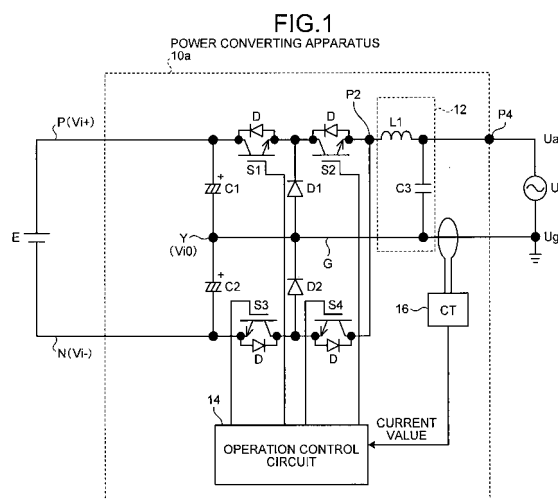 FIG.1
POWER CONVERTING APPARATUS
10a
P(Vi+)
D
D
P2
12
P4
L1
Ua
S1
S2
C1
D1
C3
U
E
Y
(Vi0)
G
Ug
C2
D2
S3
S4
16
CT
N(Vi-)
D
D
14
CURRENT
VALUE
OPERATION CONTROL
CIRCUIT